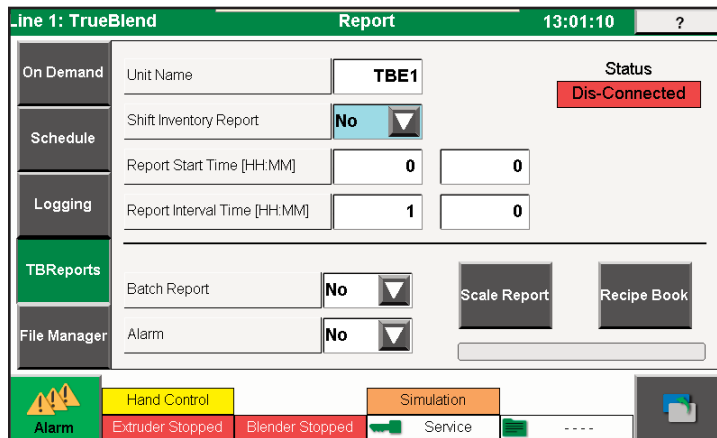 Line 1: TrueBlend Report 13:01:10 ?
On Demand
Schedule
Logging
TBReports
File Manager
Unit Name TBE1
Status
Dis-Connected
Shift Inventory Report No
Report Start Time [HH:MM] 0 0
Report Interval Time [HH:MM] 1 0
Batch Report No
Scale Report Recipe Book
Alarm No
Alarm
Hand Control Simulation
Extruder Stopped Blender Stopped Service ----